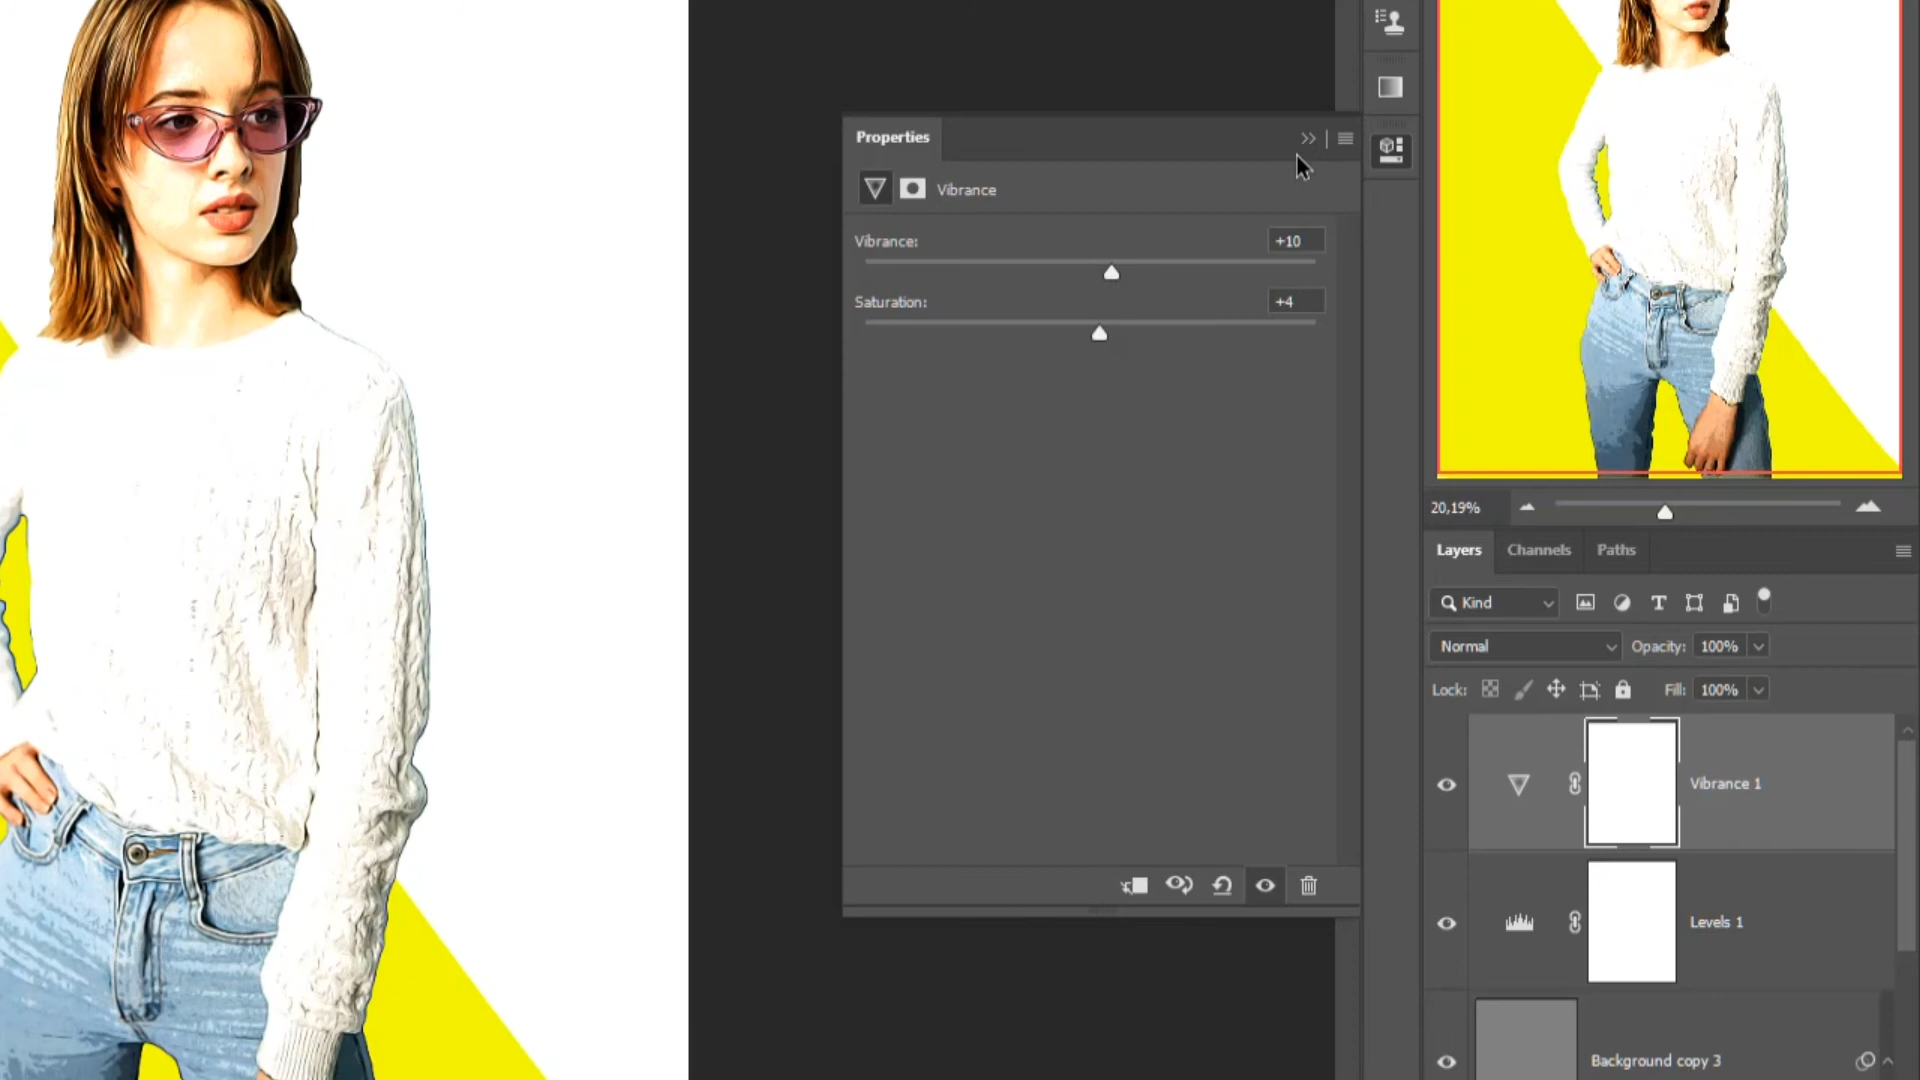 Properties
Vibrance
Vibrance:
+10
Saturation:
+4
20,19%
Layers
Channels
Paths
Kind
Normal
Opacity:
100%
Lock:
Fill:
100%
Vibrance 1
Levels 1
Background copy 3